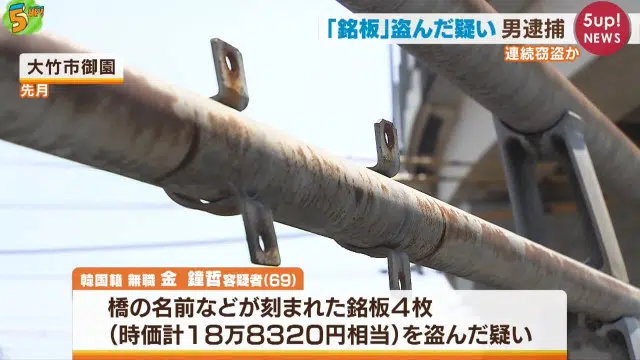 5
UP!
「銘板」盗んだ疑い 男逮捕
連続窃盗か
5up!
NEWS
大竹市御園
先月
韓国籍 無職 金 鐘哲容疑者(69)
橋の名前などが刻まれた銘板4枚
(時価計18万8320円相当)を盗んだ疑い